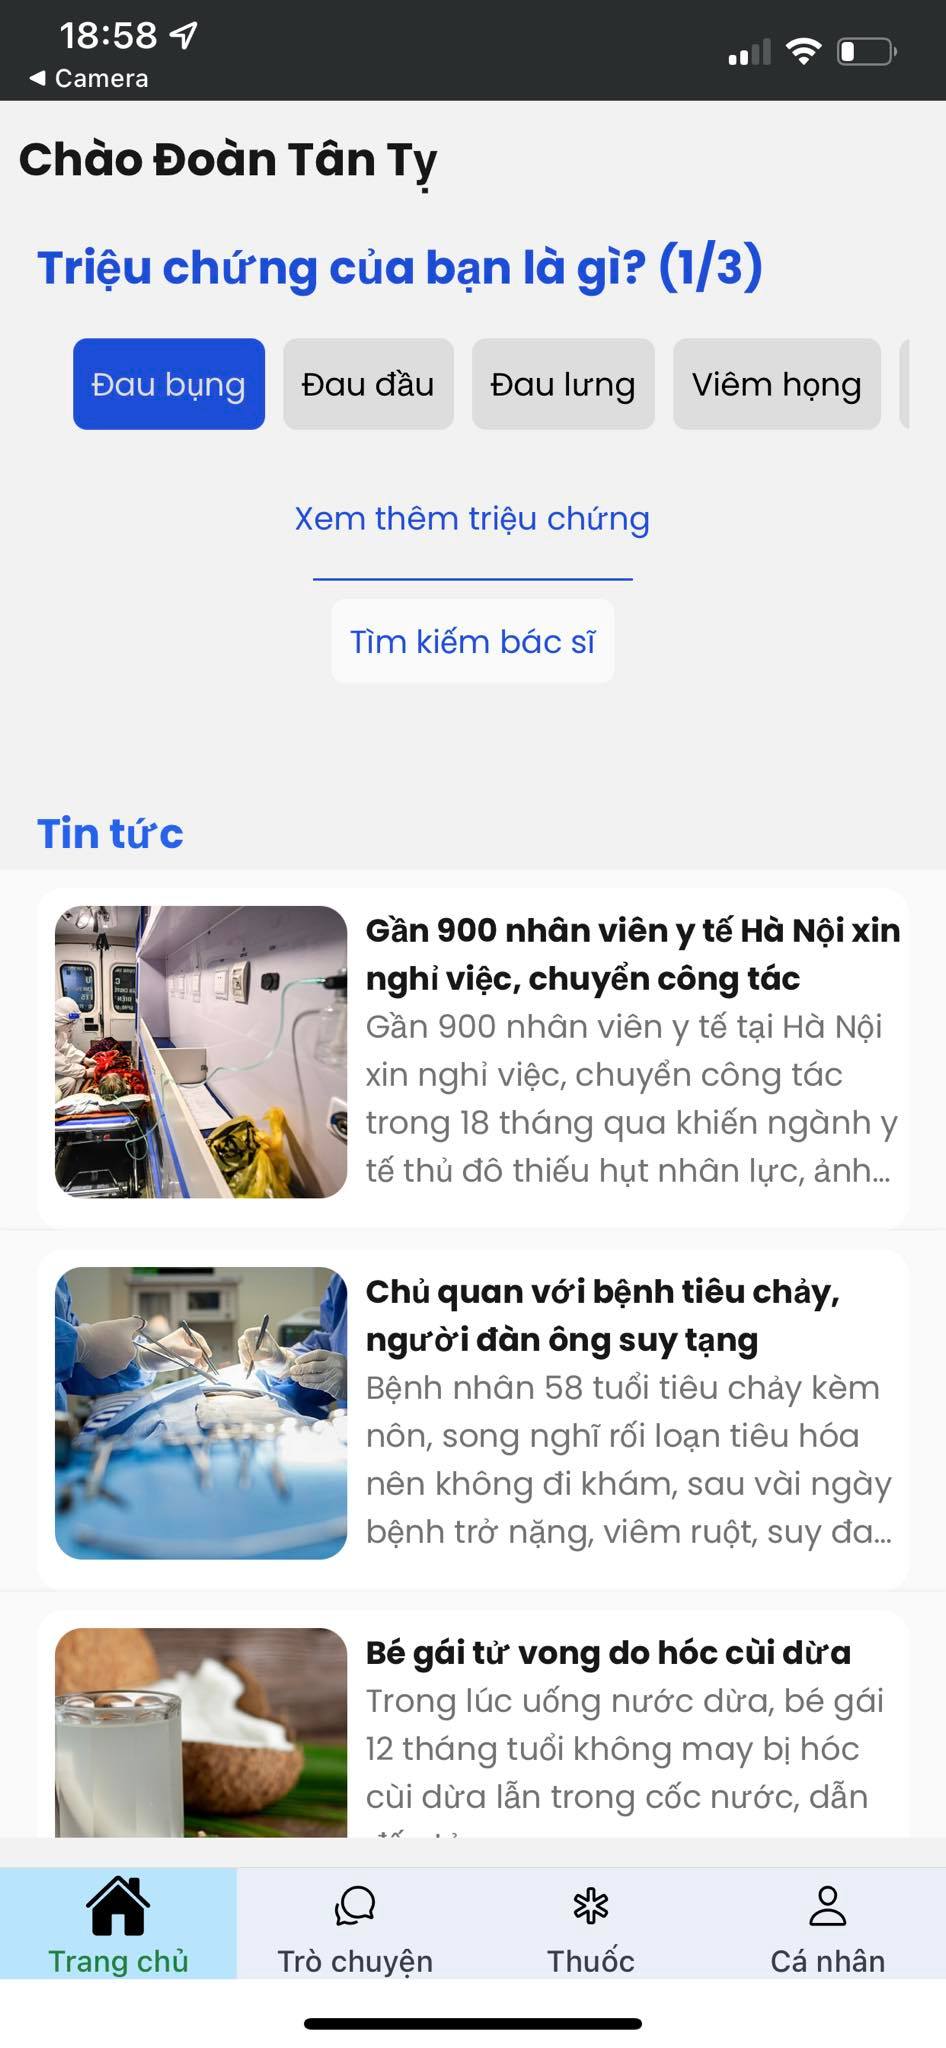 18:58
Camera
Chào Đoàn Tân Tỵ
Triệu chứng của bạn là gì? (1/3)
Đau bụng Đau đầu Đau lưng Viêm họng
Xem thêm triệu chứng
Tìm kiếm bác sĩ
Tin tức
Gần 900 nhân viên y tế Hà Nội xin
nghỉ việc, chuyển công tác
Gần 900 nhân viên y tế tại Hà Nội
xin nghỉ việc, chuyển công tác
trong 18 tháng qua khiến ngành y
tế thủ đô thiếu hụt nhân lực, ảnh...
Chủ quan với bệnh tiêu chảy,
người đàn ông suy tạng
Bệnh nhân 58 tuổi tiêu chảy kèm
nôn, song nghĩ rối loạn tiêu hóa
nên không đi khám, sau vài ngày
bệnh trở nặng, viêm ruột, suy đa...
Bé gái tử vong do hóc cùi dừa
Trong lúc uống nước dừa, bé gái
12 tháng tuổi không may bị hóc
cùi dừa lẫn trong cốc nước, dẫn
Trang chủ Trò chuyện Thuốc Cá nhân